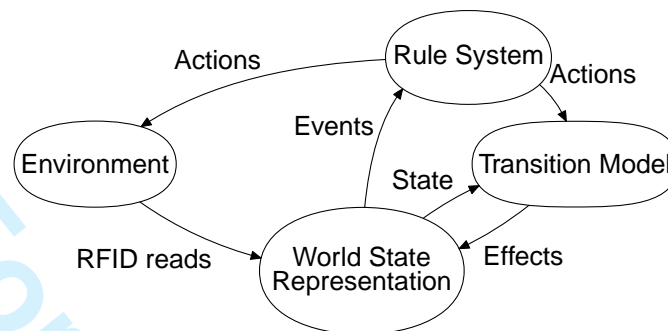 Rule System
Actions
Actions
Events
Environment
Transition Model
State
RFID reads
World State
Representation
Effects